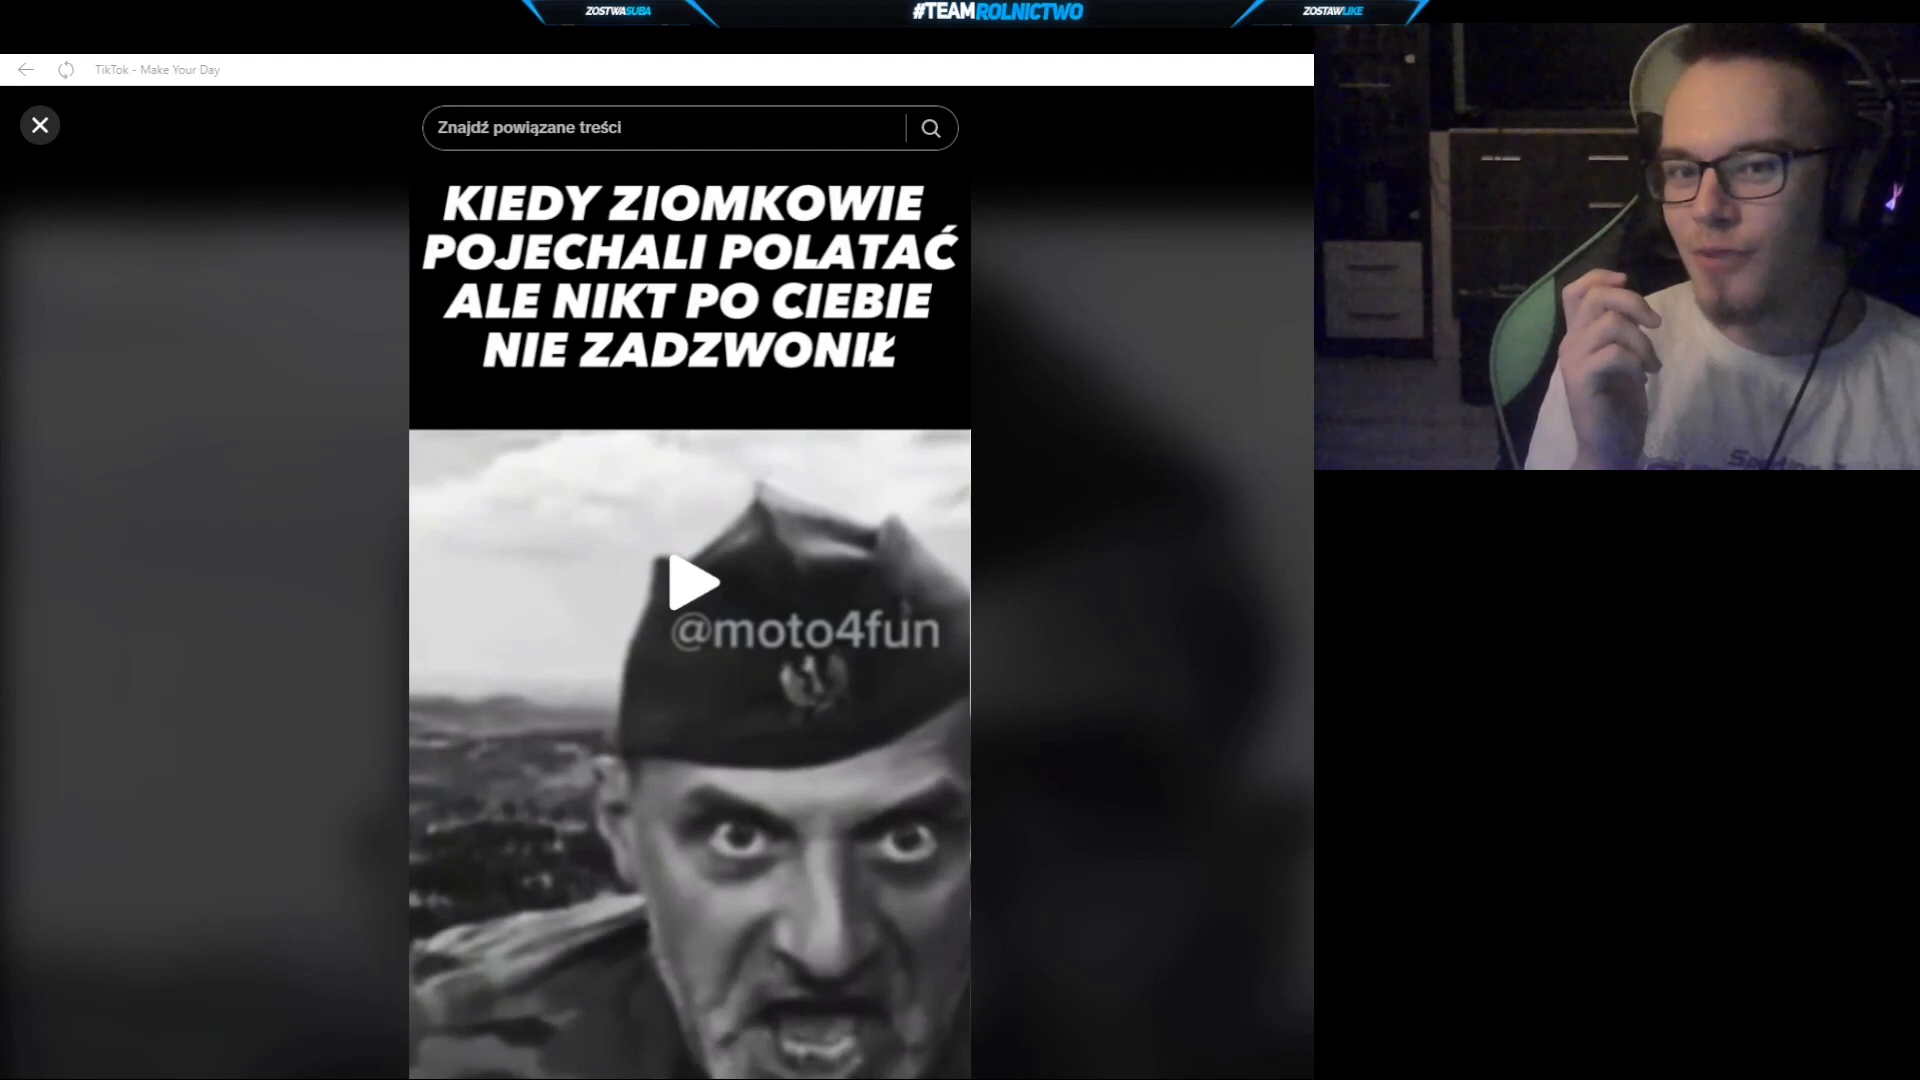 ZOSTWASUBA
#TEAMROLNICTWO
ZOSTAWLIKE
TikTok - Make Your Day
Znajdź powiązane treści
KIEDY ZIOMKOWIE
POJECHALI POLATAĆ
ALE NIKT PO CIEBIE
NIE ZADZWONIŁ
@moto4fun